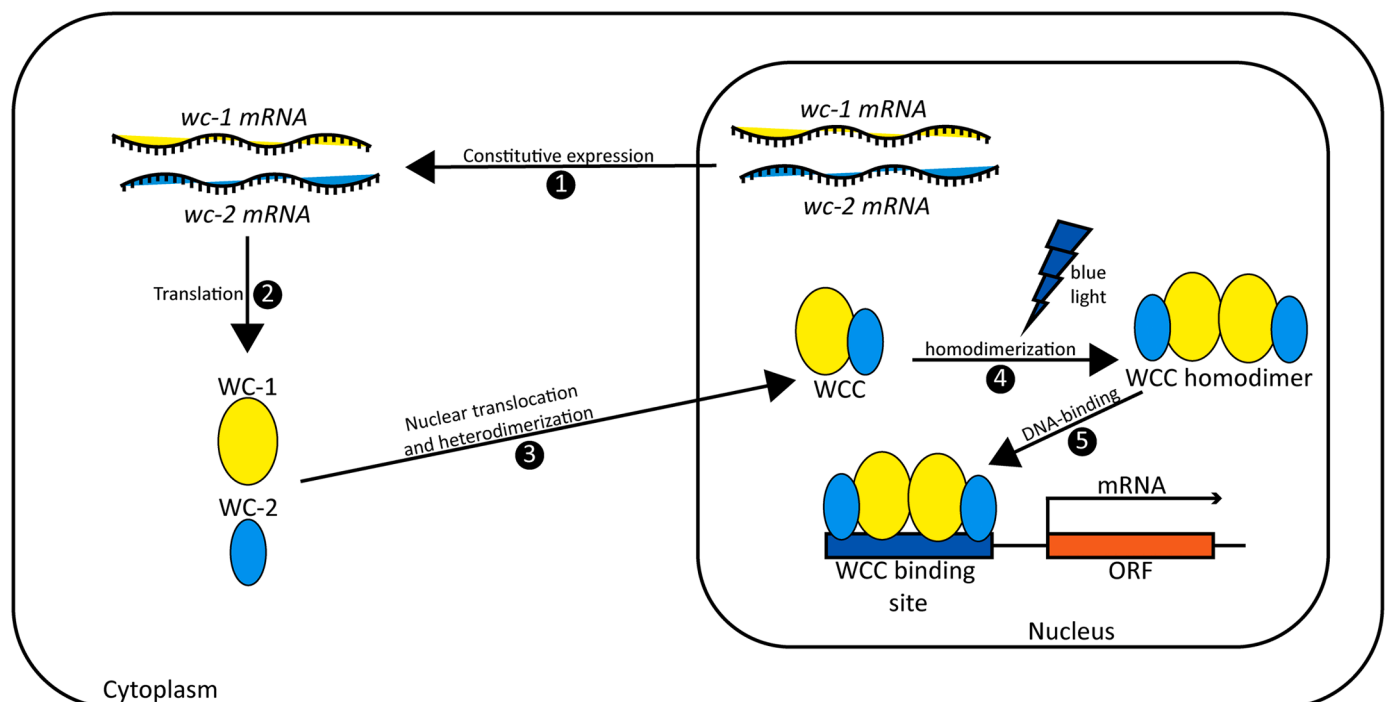 wc-1 mRNA
wc-2 mRNA
Constitutive expression
1
wc-1 mRNA
wc-2 mRNA
Translation 2
WC-1
WC-2
Nuclear translocation
and heterodimerization
3
WCC
blue
light
homodimerization
4
WCC homodimer
DNA-binding
5
WCC binding
site
mRNA
ORF
Nucleus
Cytoplasm